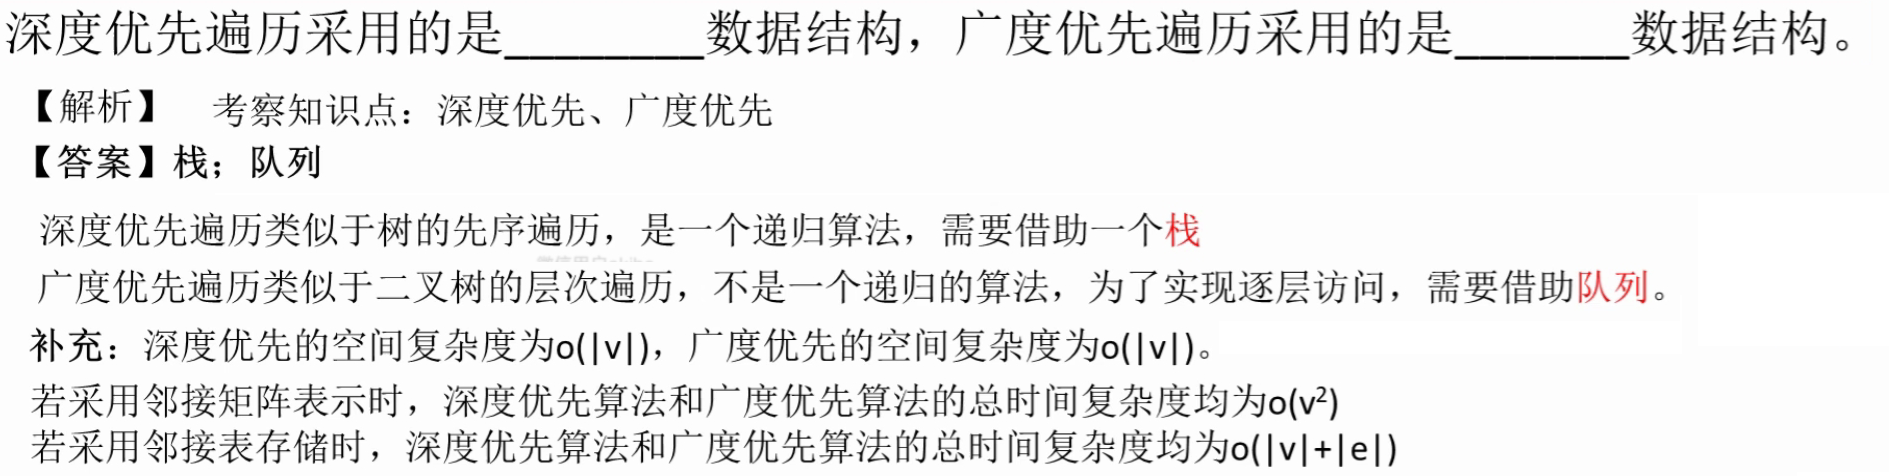 深度优先遍历采用的是________数据结构，广度优先遍历采用的是_______数据结构。
【解析】 考察知识点：深度优先、广度优先
【答案】栈；队列
深度优先遍历类似于树的先序遍历，是一个递归算法，需要借助一个栈
广度优先遍历类似于二叉树的层次遍历，不是一个递归的算法，为了实现逐层访问，需要借助队列。
补充：深度优先的空间复杂度为o(|v|)，广度优先的空间复杂度为o(|v|)。
若采用邻接矩阵表示时，深度优先算法和广度优先算法的总时间复杂度均为o(v²)
若采用邻接表存储时，深度优先算法和广度优先算法的总时间复杂度均为o(|v|+|e|)